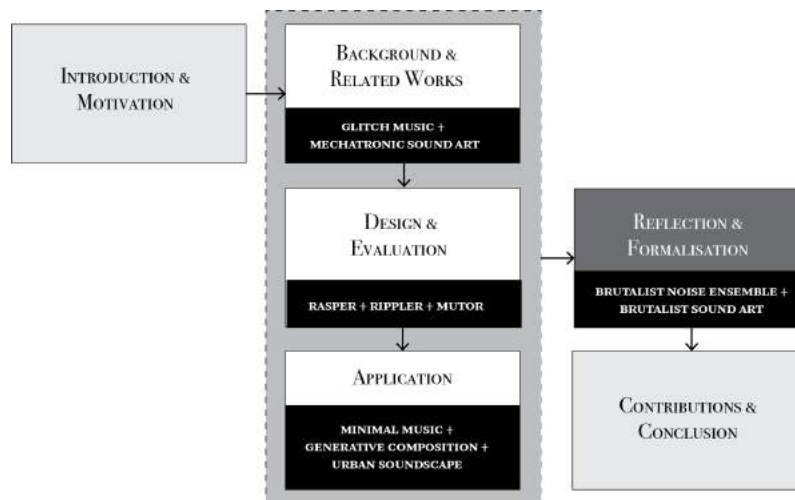 INTRODUCTION &
MOTIVATION
BACKGROUND &
RELATED WORKS
GLITCH MUSIC +
MECHATRONIC SOUND ART
DESIGN &
EVALUATION
RASPER + RIPPLER + MUTOR
APPLICATION
MINIMAL MUSIC +
GENERATIVE COMPOSITION +
URBAN SOUNDSCAPE
REFLECTION &
FORMALISATION
BRUTALIST NOISE ENSEMBLE +
BRUTALIST SOUND ART
CONTRIBUTIONS &
CONCLUSION